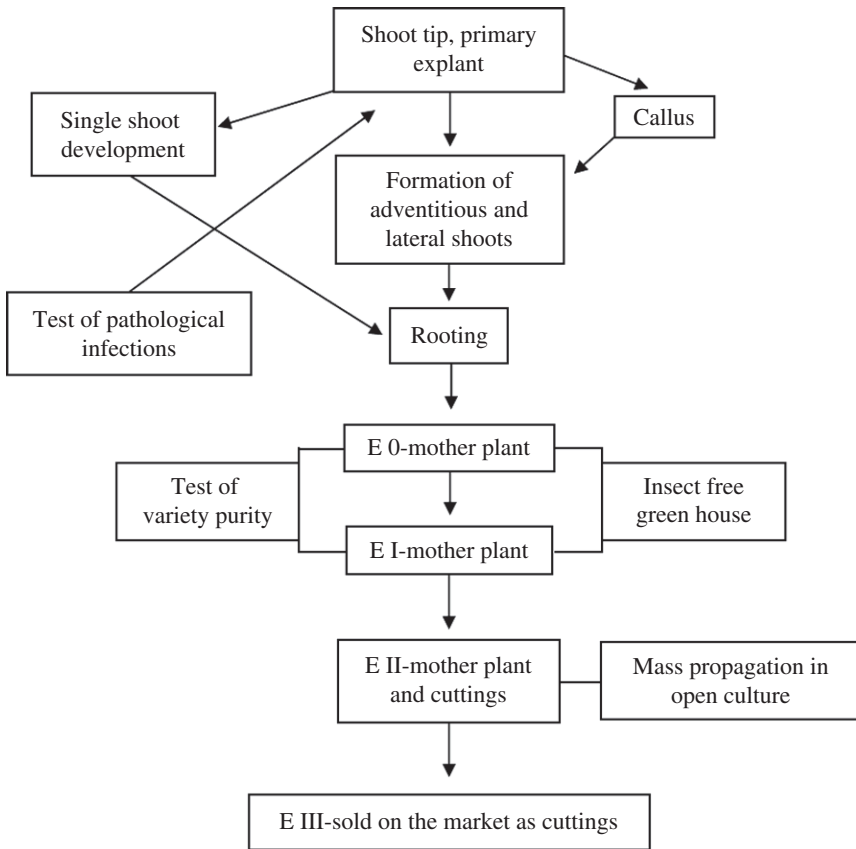 Shoot tip, primary
explant
Single shoot
development
Callus
Formation of
adventitious and
lateral shoots
Test of pathological
infections
Rooting
E 0-mother plant
Test of
variety purity
Insect free
green house
E I-mother plant
E II-mother plant
and cuttings
Mass propagation in
open culture
E III-sold on the market as cuttings